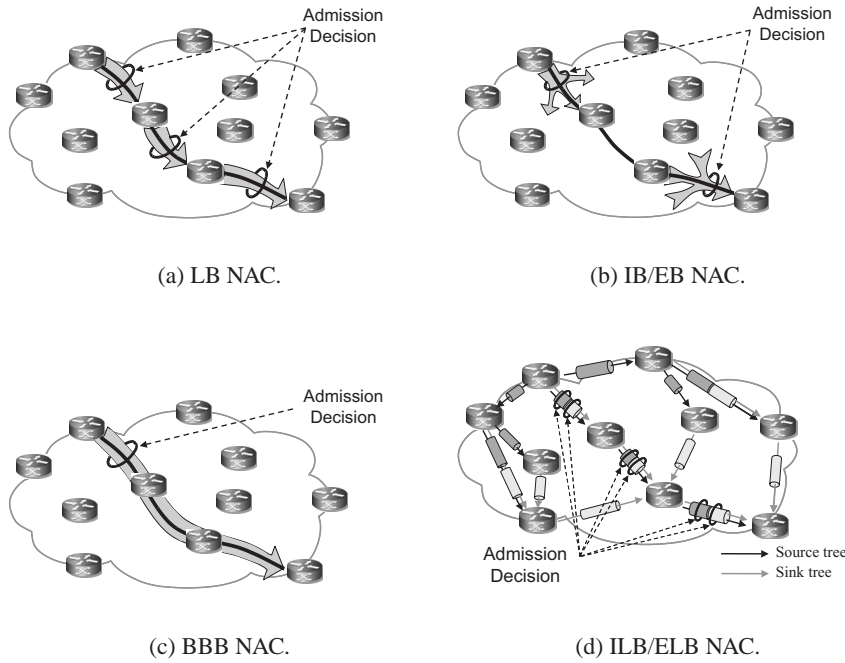 Admission
Decision
Admission
Decision
(a) LB NAC.
(b) IB/EB NAC.
Admission
Decision
Admission
Decision
Source tree
Sink tree
(c) BBB NAC.
(d) ILB/ELB NAC.